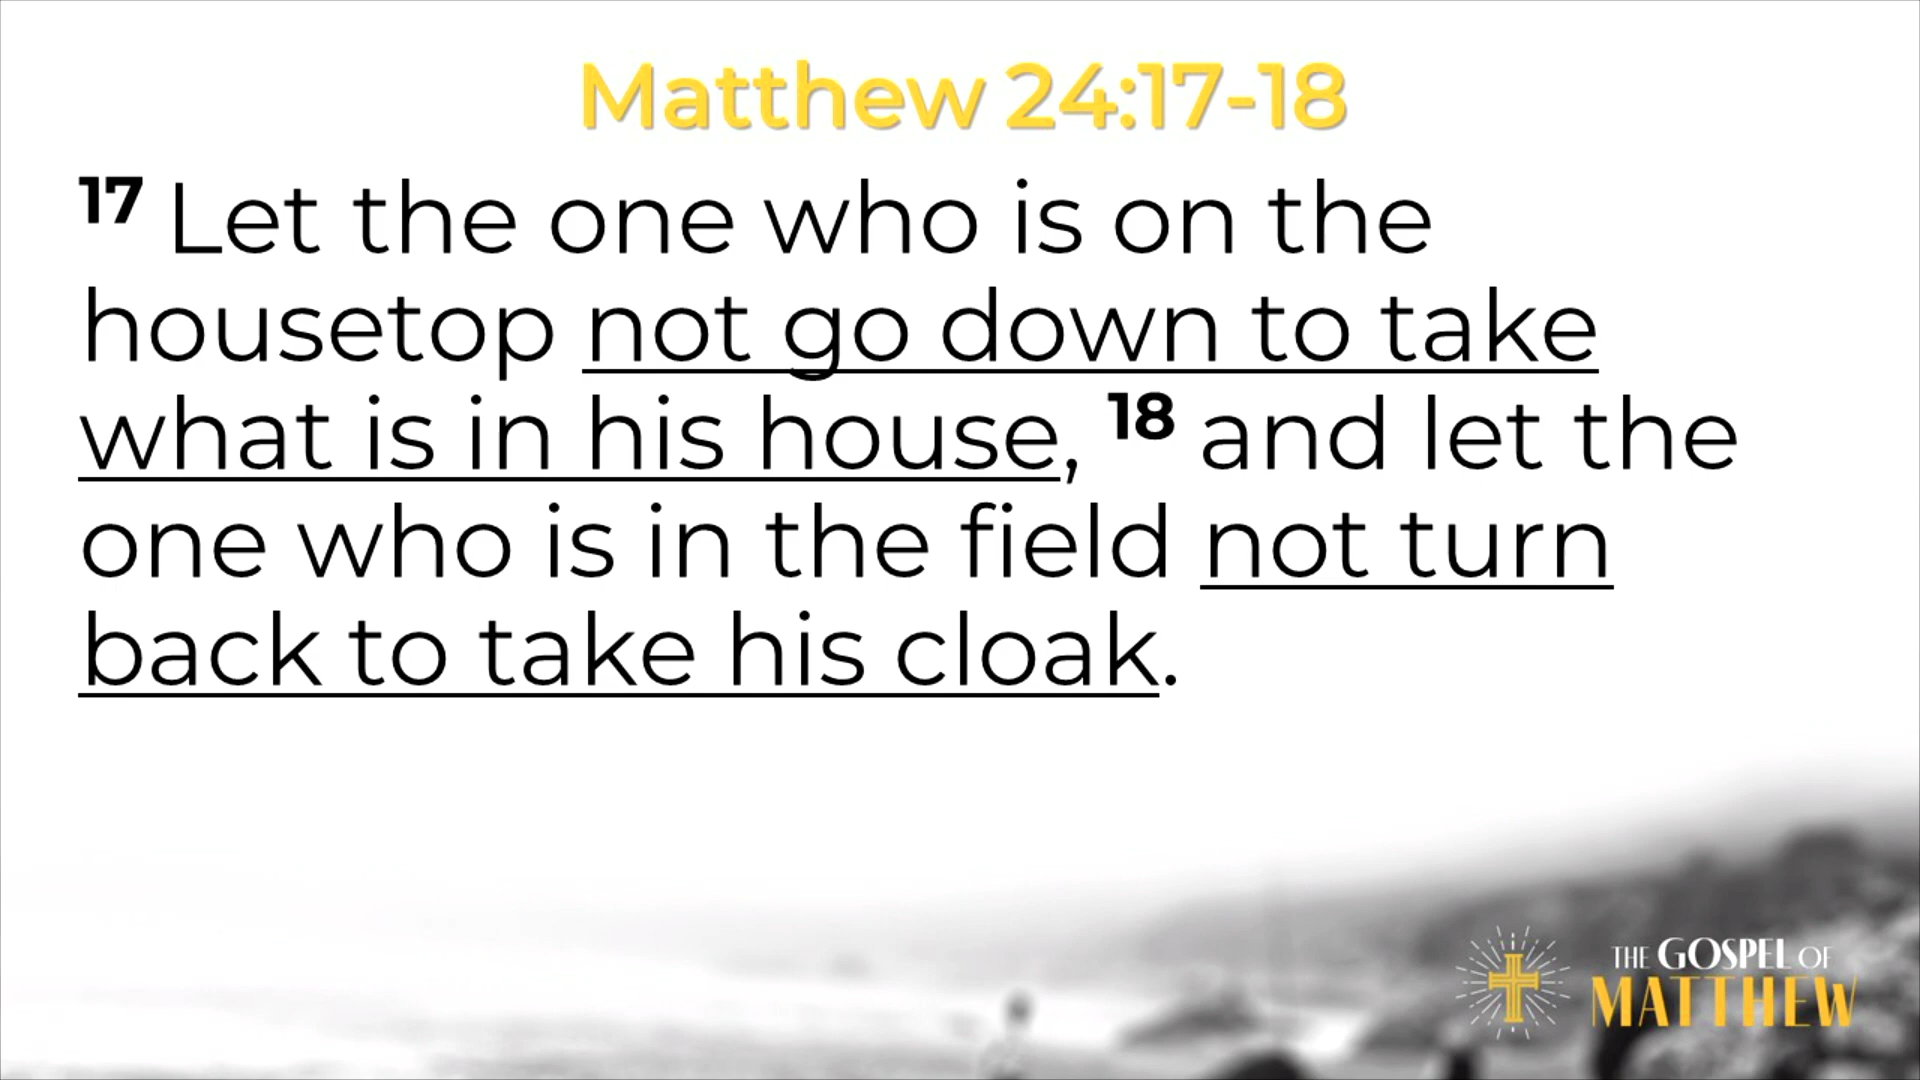 Matthew 24:17-18
17 Let the one who is on the
housetop not go down to take
what is in his house, 18 and let the
one who is in the field not turn
back to take his cloak.
THE GOSPEL OF
MATTHEW